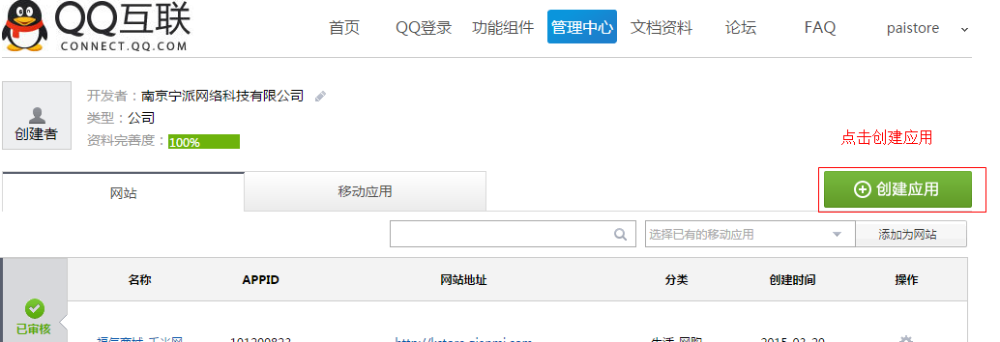 QQ互联
CONNECT.QQ.COM
首页 QQ登录 功能组件 管理中心 文档资料 论坛 FAQ paistore
创建者
开发者：南京宁派网络科技有限公司
类型：公司
资料完善度：100%
点击创建应用
网站 移动应用 创建应用
选择已有的移动应用 添加为网站
名称 APPID 网站地址 分类 创建时间 操作
已审核